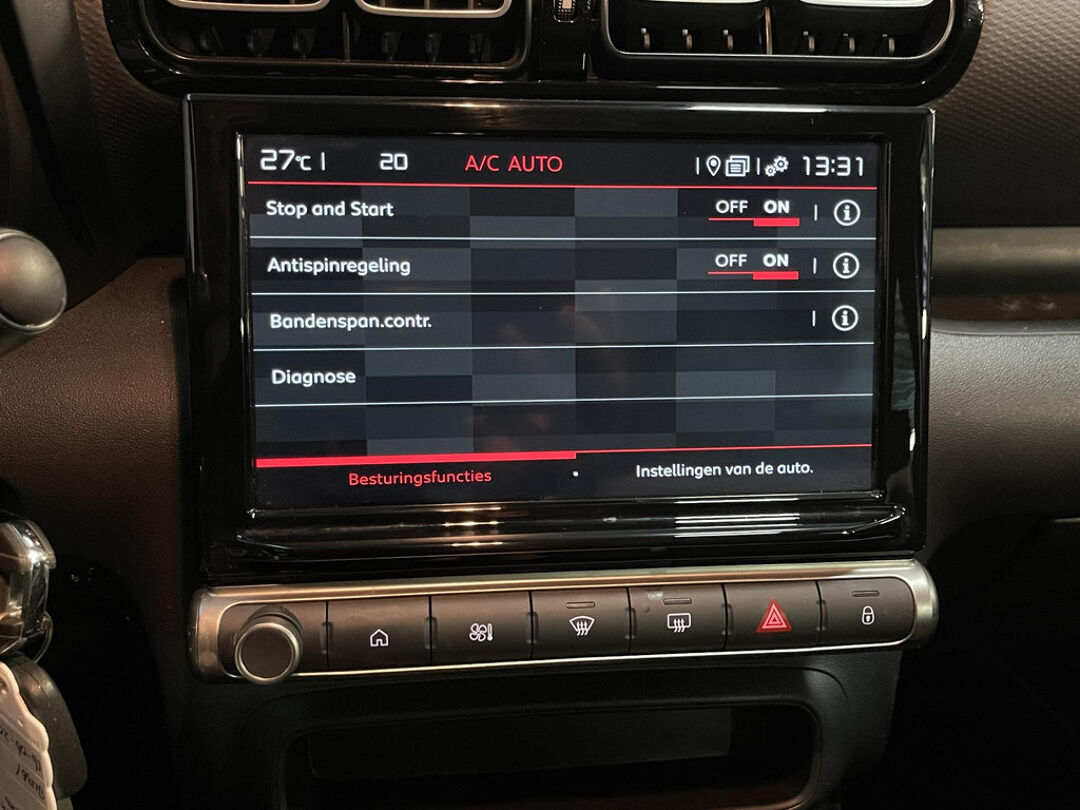 27°C 20 A/C AUTO 13:31
Stop and Start OFF ON
Antispinregeling OFF ON
Bandenspan.contr.
Diagnose
Besturingsfuncties Instellingen van de auto.